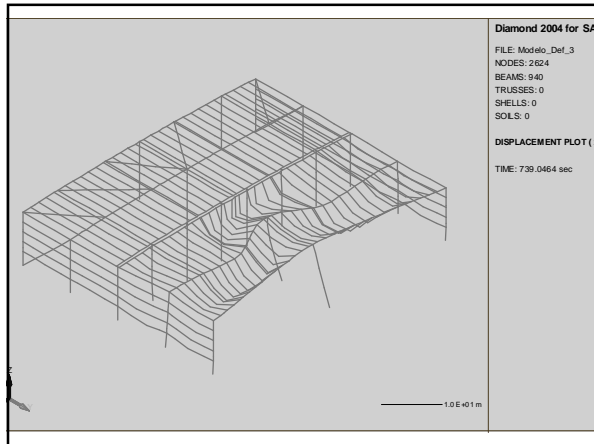 Diamond 2004 for SA
FILE: Modelo_Def_3
NODES: 2624
BEAMS: 940
TRUSSES: 0
SHELLS: 0
SOILS: 0
DISPLACEMENT PLOT (
TIME: 739.0464 sec
Z
1.0 E+01 m